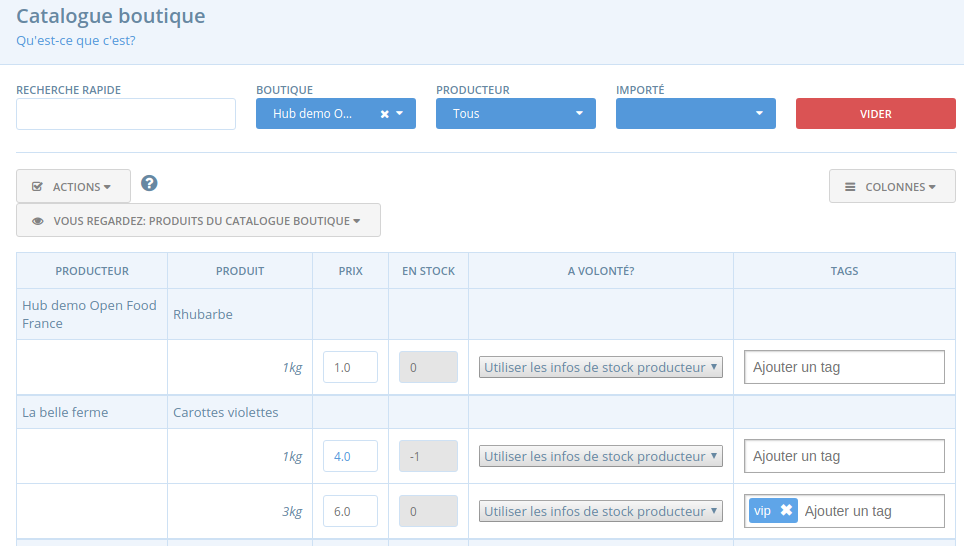 Catalogue boutique
Qu'est-ce que c'est?
RECHERCHE RAPIDE BOUTIQUE PRODUCTEUR IMPORTÉ
Hub demo O... Tous VIDER
ACTIONS COLONNES
VOUS REGARDEZ: PRODUITS DU CATALOGUE BOUTIQUE
PRODUCTEUR PRODUIT PRIX EN STOCK A VOLONTÉ? TAGS
Hub demo Open Food
France
Rhubarbe
1kg 1.0 0 Utiliser les infos de stock producteur Ajouter un tag
La belle ferme Carottes violettes
1kg 4.0 -1 Utiliser les infos de stock producteur Ajouter un tag
3kg 6.0 0 Utiliser les infos de stock producteur vip Ajouter un tag